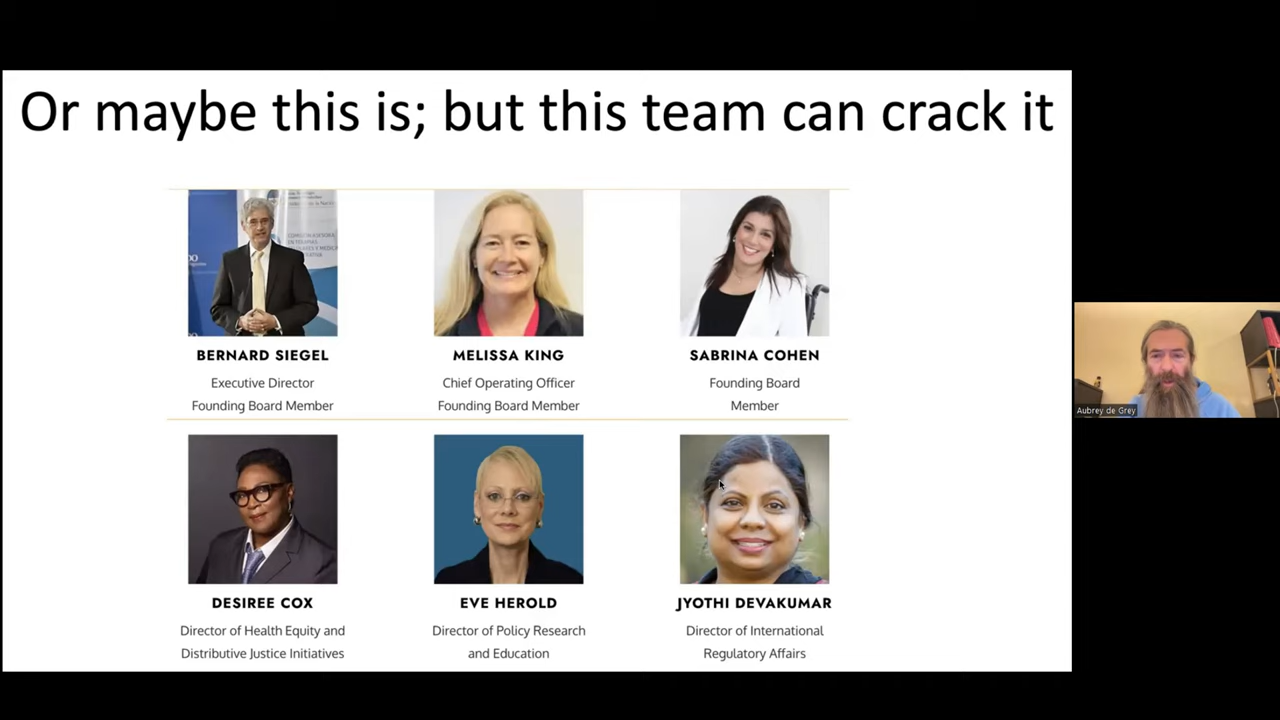 Or maybe this is; but this team can crack it
BERNARD SIEGEL
Executive Director
Founding Board Member
MELISSA KING
Chief Operating Officer
Founding Board Member
SABRINA COHEN
Founding Board
Member
DESIREE COX
Director of Health Equity and
Distributive Justice Initiatives
EVE HEROLD
Director of Policy Research
and Education
JYOTHI DEVAKUMAR
Director of International
Regulatory Affairs
Aubrey de Grey